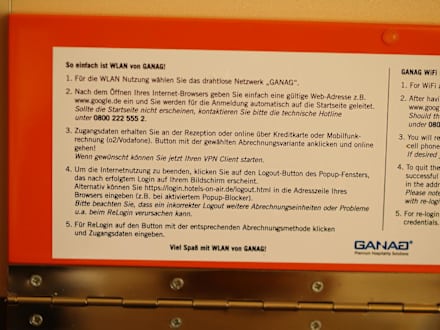 So einfach ist WLAN von GANAG!
1. Für die WLAN Nutzung wählen Sie das drahtlose Netzwerk „GANAG“.
2. Nach dem Öffnen Ihres Internet-Browsers geben Sie einfach eine gültige Web-Adresse z.B.
www.google.de ein und Sie werden für die Anmeldung automatisch auf die Startseite geleitet.
Sollte die Startseite nicht erscheinen, kontaktieren Sie bitte die technische Hotline
unter 0800 222 555 2.
3. Zugangsdaten erhalten Sie an der Rezeption oder online über Kreditkarte oder Mobilfunk-
rechnung (o2/Vodafone). Button mit der gewählten Abrechnungsvariante anklicken und online
gehen!
Wenn gewünscht können Sie jetzt Ihren VPN Client starten.
4. Um die Internetnutzung zu beenden, klicken Sie auf den Logout-Button des Popup-Fensters,
das nach erfolgtem Login auf Ihrem Bildschirm erscheint.
Alternativ können Sie https://login.hotels-on-air.de/logout.html in die Adresszeile Ihres
Browsers eingeben (z.B. bei aktiviertem Popup-Blocker).
Bitte beachten Sie, dass ein inkorrekter Logout weitere Abrechnungseinheiten oder Probleme
u.a. beim ReLogin verursachen kann.
5. Für ReLogin auf den Button mit der entsprechenden Abrechnungsmethode klicken
und Zugangsdaten eingeben.
Viel Spaß mit WLAN von GANAG!
GANAG
Premium Hospitality Solutions
GANAG WiFi
1. For WiFi
2. After havi
www.goog
Should th
under 080
3. You will re
cell phone
If desired
4. To quit the
successful
in the addr
Please note
with re-logi
5. For re-login
credentials.